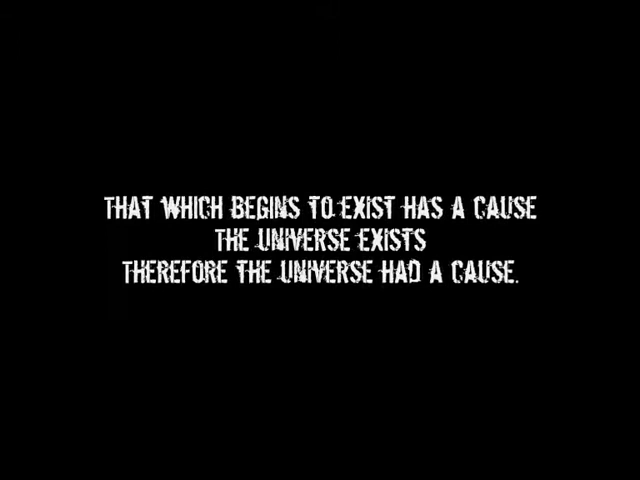 THAT WHICH BEGINS TO EXIST HAS A CAUSE
THE UNIVERSE EXISTS
THEREFORE THE UNIVERSE HAD A CAUSE.